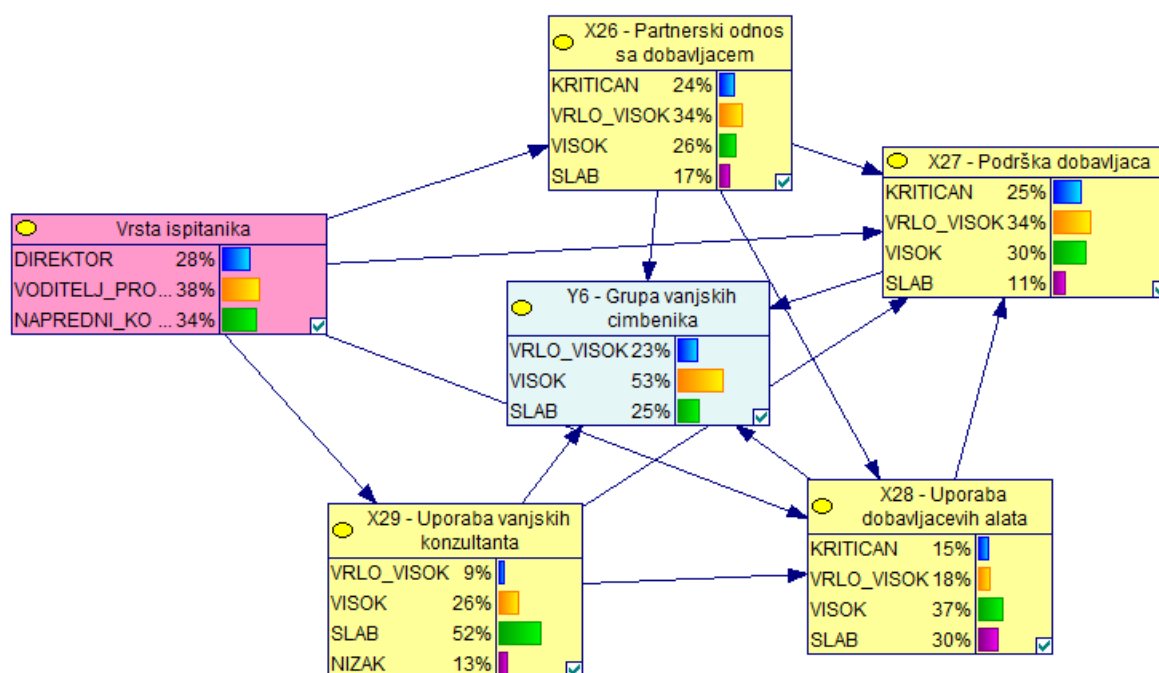 X26 - Partnerski odnos
sa dobavljacem
KRITICAN 24%
VRLO_VISOK 34%
VISOK 26%
SLAB 17%
X27 - Podrška dobavljaca
KRITICAN 25%
VRLO_VISOK 34%
VISOK 30%
SLAB 11%
Vrsta ispitanika
DIREKTOR 28%
VODITELJ_PRO... 38%
NAPREDNI_KO ... 34%
Y6 - Grupa vanjskih
cimbenika
VRLO_VISOK 23%
VISOK 53%
SLAB 25%
X29 - Uporaba vanjskih
konzultanta
VRLO_VISOK 9%
VISOK 26%
SLAB 52%
NIZAK 13%
X28 - Uporaba
dobavljacevih alata
KRITICAN 15%
VRLO_VISOK 18%
VISOK 37%
SLAB 30%